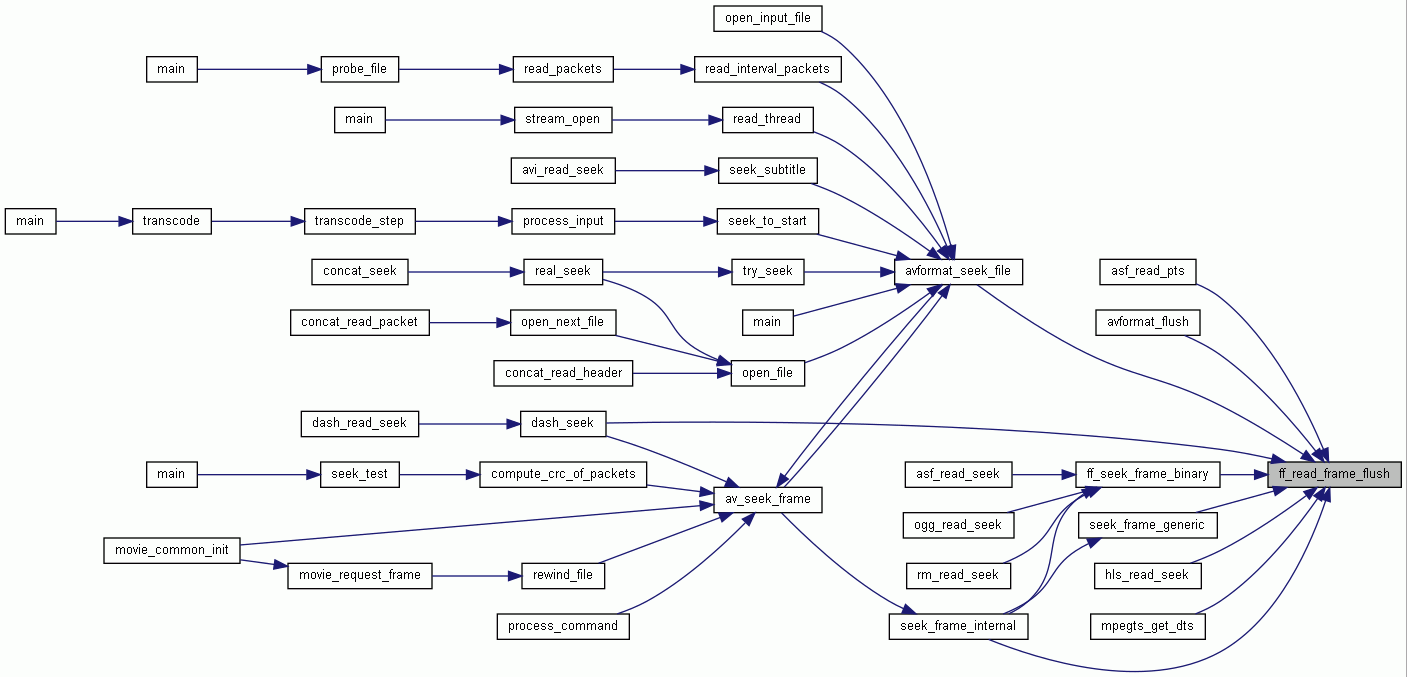 open_input_file
main
probe_file
read_packets
read_interval_packets
main
stream_open
read_thread
avi_read_seek
seek_subtitle
main
transcode
transcode_step
process_input
seek_to_start
concat_seek
real_seek
try_seek
avformat_seek_file
asf_read_pts
concat_read_packet
open_next_file
main
avformat_flush
concat_read_header
open_file
dash_read_seek
dash_seek
main
seek_test
compute_crc_of_packets
asf_read_seek
ff_seek_frame_binary
ff_read_frame_flush
av_seek_frame
ogg_read_seek
seek_frame_generic
movie_common_init
movie_request_frame
rewind_file
rm_read_seek
hls_read_seek
process_command
seek_frame_internal
mpegts_get_dts